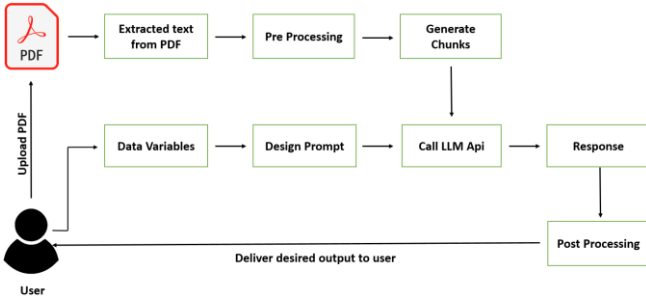 PDF
Extracted text
from PDF
Pre Processing
Generate
Chunks
Upload PDF
Data Variables
Design Prompt
Call LLM Api
Response
Post Processing
Deliver desired output to user
User